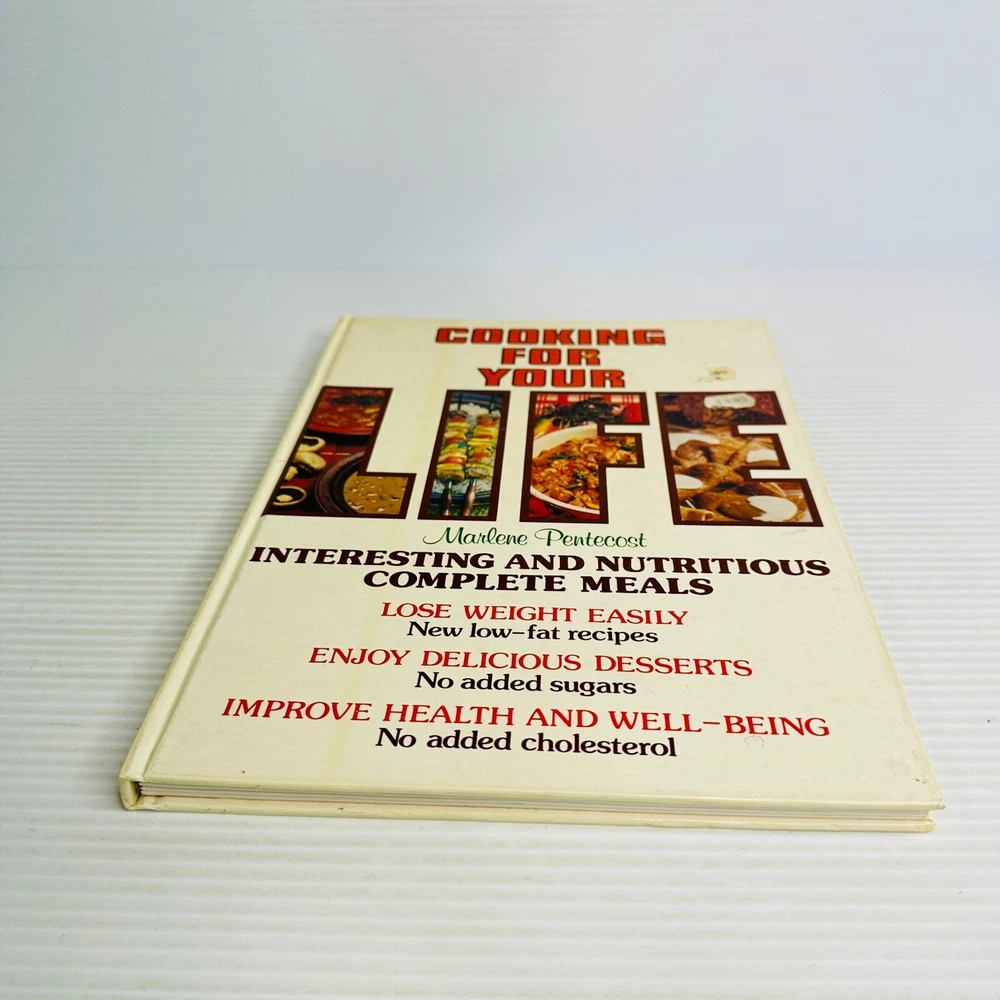 COOKING
FOR
YOUR
LIFE
Marlene Pentecost
INTERESTING AND NUTRITIOUS
COMPLETE MEALS
LOSE WEIGHT EASILY
New low-fat recipes
ENJOY DELICIOUS DESSERTS
No added sugars
IMPROVE HEALTH AND WELL-BEING
No added cholesterol